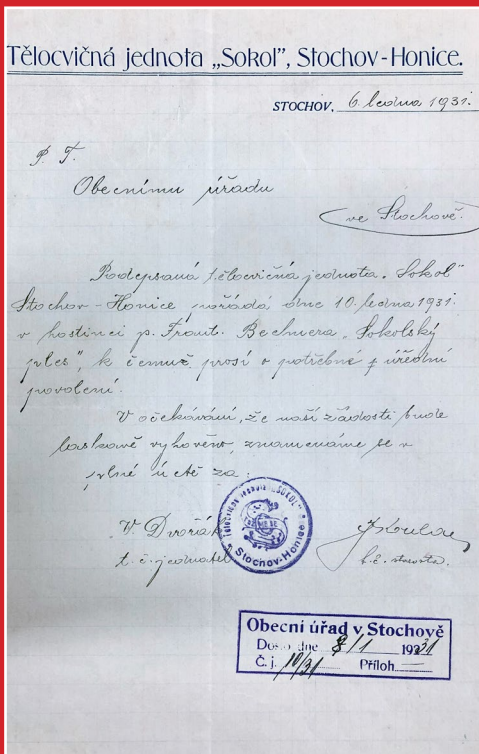 Tělocvičná jednota „Sokol”, Stochov-Honice.
STOCHOV, 6. ledna 1931.
P. T.
Obecnímu úřadu
ve Stochově.
Podepsaná tělocvičná jednota „Sokol”
Stochov-Honice pořádá dne 10. ledna 1931.
v hostinci p. Frant. Bechnera „Sokolský
ples”, k čemuž prosí o potřebné úřední
povolení.
V očekávání, že naší žádosti bude
laskavě vyhověno, znamenáme se v
plné úctě za:
V. Dvořák
t. č. jednatel
t. č. starosta.
Tělocvičná jednota „SOKOL”
Stochov-Honice
Obecní úřad v Stochově
Došlo dne 8/1 1931
Č. j. 10/31 Příloh —